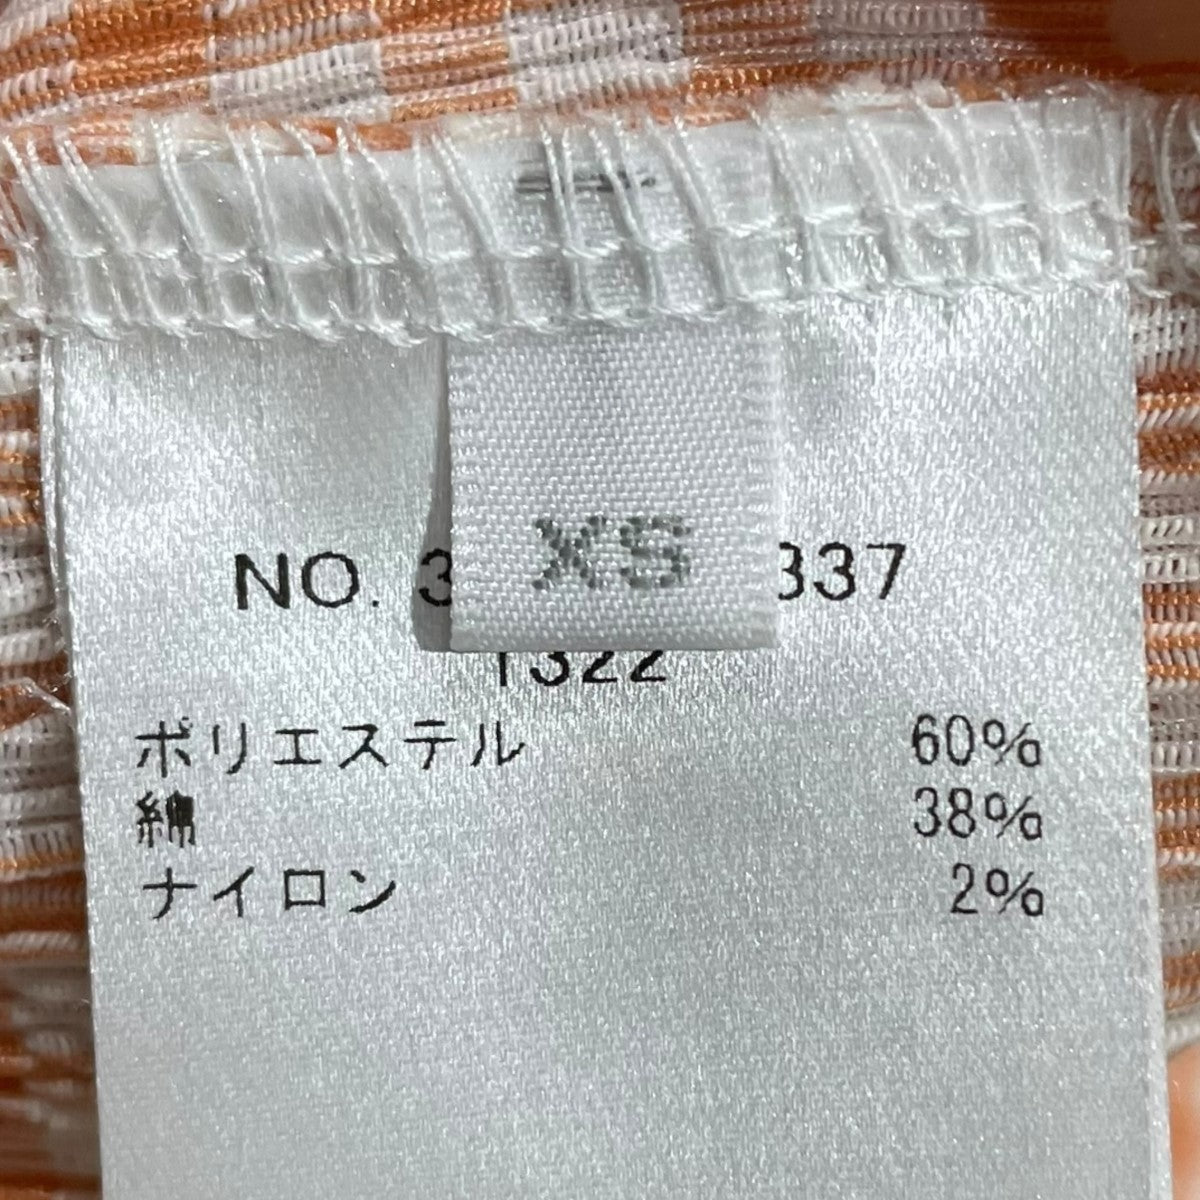 XS
NO. 3 337
1322
ポリエステル 60%
綿 38%
ナイロン 2%